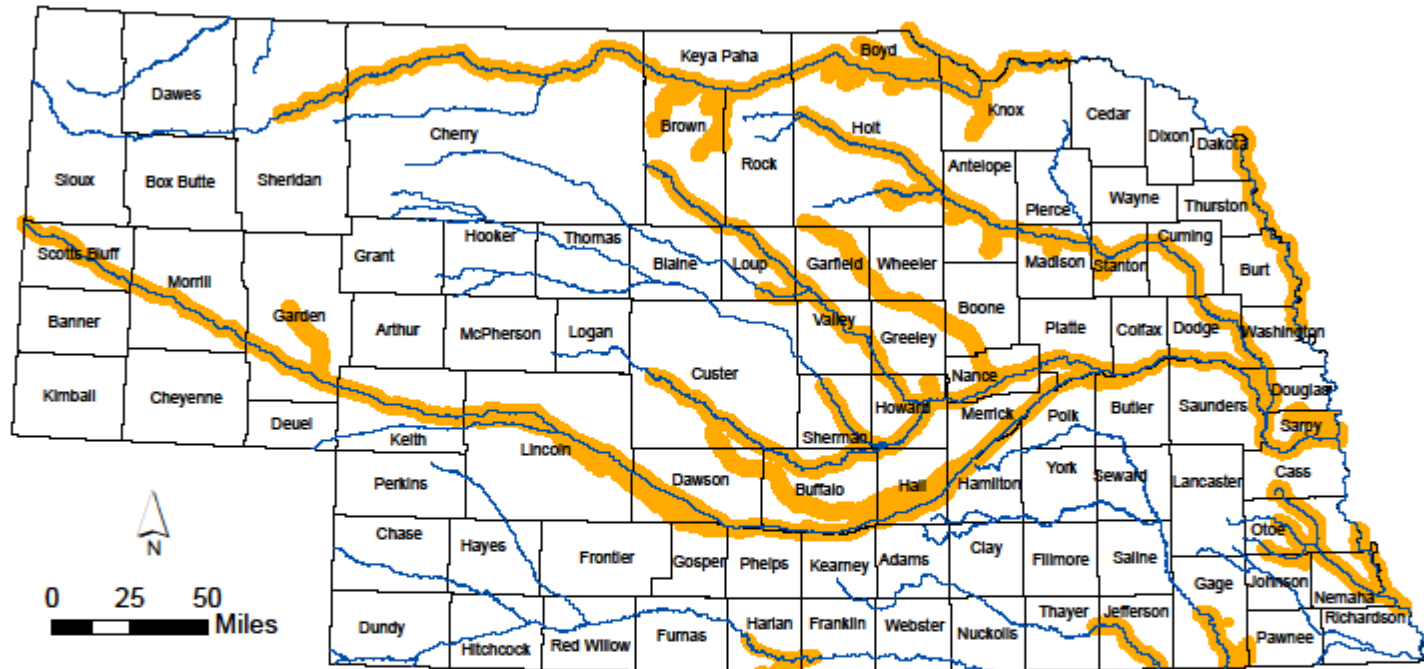 Keya Paha
Boyd
Dawes
Knox
Cedar
Cherry
Brown
Holt
Dixon
Dakota
Rock
Sioux
Box Butte
Sheridan
Antelope
Wayne
Thurston
Pierce
Scotts Bluff
Grant
Hooker
Thomas
Blaine
Loup
Garfield
Wheeler
Madison
Stanton
Cuming
Burt
Morrill
Banner
Garden
Arthur
McPherson
Logan
Valley
Greeley
Boone
Platte
Colfax
Dodge
Washington
Kimball
Cheyenne
Custer
Nance
Howard
Merrick
Douglas
Deuel
Keith
Lincoln
Sherman
Polk
Butler
Saunders
Sarpy
Perkins
Dawson
Buffalo
Hall
Hamilton
York
Seward
Lancaster
Cass
N
Chase
Hayes
Frontier
Gosper
Phelps
Kearney
Adams
Clay
Fillmore
Saline
Otoe
Gage
Johnson
Nemaha
0 25 50
Miles
Dundy
Hitchcock
Red Willow
Furnas
Harlan
Franklin
Webster
Nuckolls
Thayer
Jefferson
Pawnee
Richardson